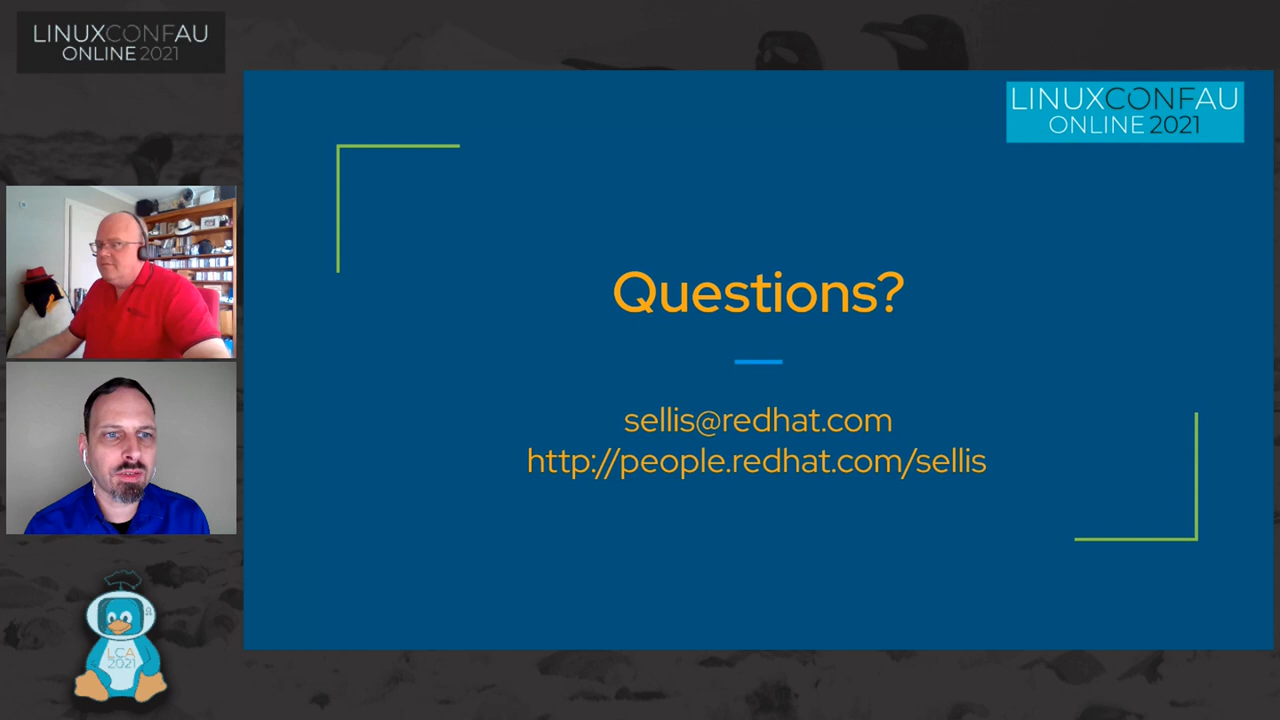 LINUXCONFAU
ONLINE 2021
LINUXCONFAU
ONLINE 2021
Questions?
sellis@redhat.com
http://people.redhat.com/sellis
LCA
2021